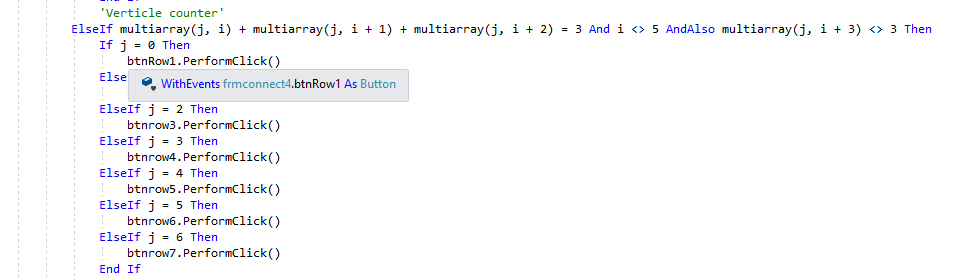 'Verticle counter'
ElseIf multiarray(j, i) + multiarray(j, i + 1) + multiarray(j, i + 2) = 3 And i <> 5 AndAlso multiarray(j, i + 3) <> 3 Then
If j = 0 Then
btnRow1.PerformClick()
Else
WithEvents frmconnect4.btnRow1 As Button
ElseIf j = 2 Then
btnrow3.PerformClick()
ElseIf j = 3 Then
btnrow4.PerformClick()
ElseIf j = 4 Then
btnrow5.PerformClick()
ElseIf j = 5 Then
btnrow6.PerformClick()
ElseIf j = 6 Then
btnrow7.PerformClick()
End If